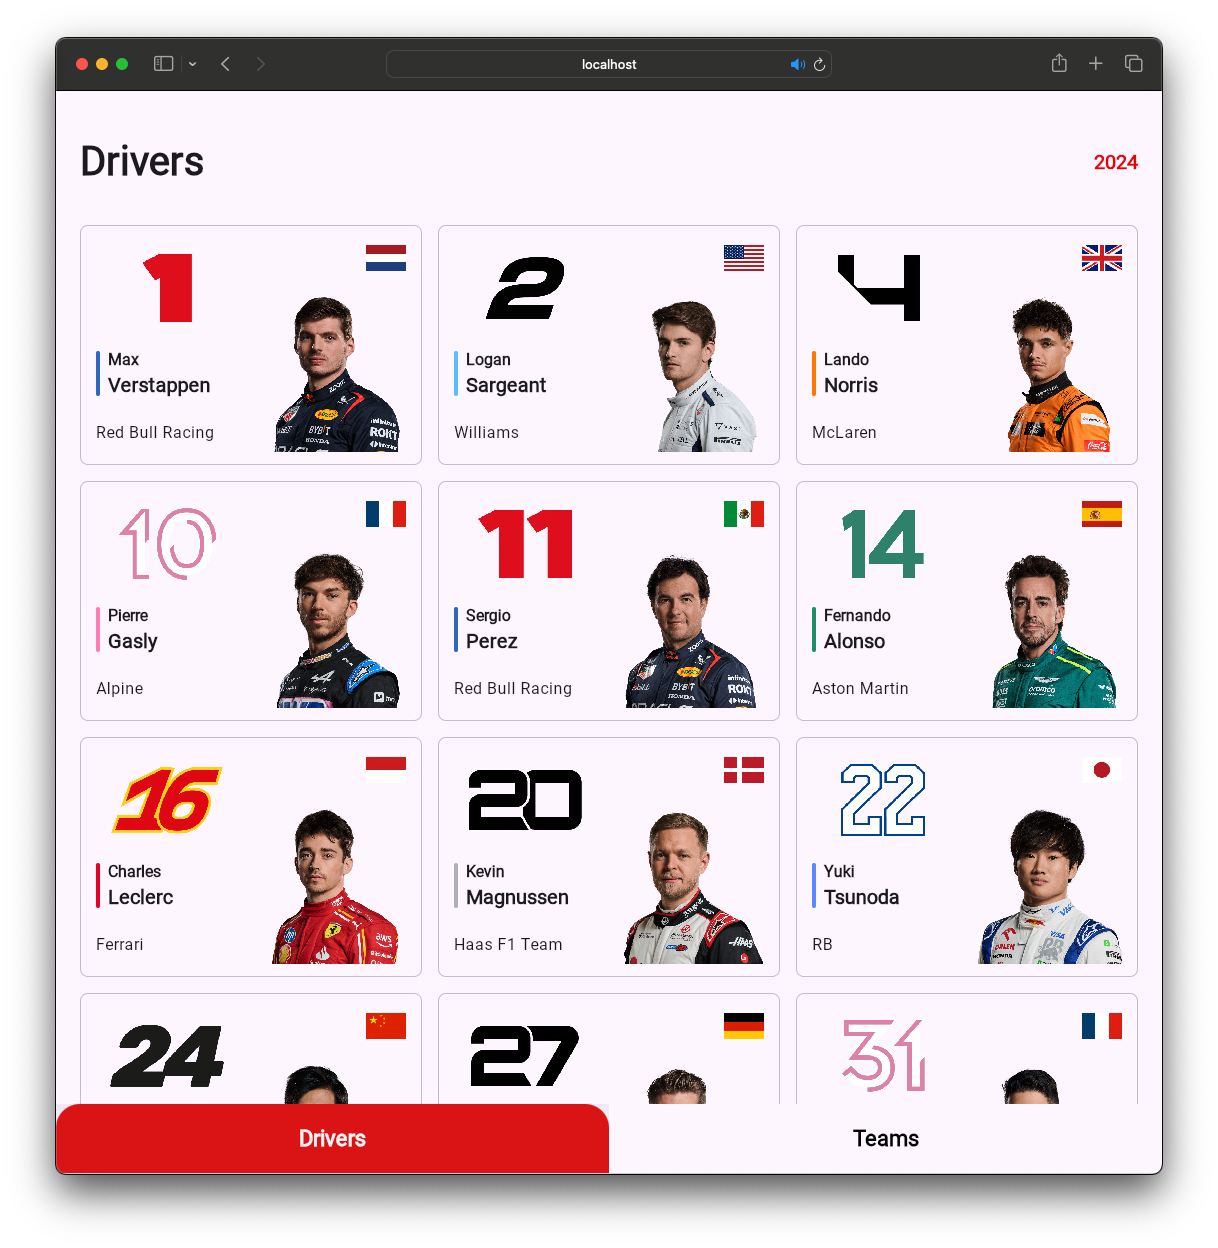 localhost
Drivers
2024
1
Max
Verstappen
Red Bull Racing
2
Logan
Sargeant
Williams
4
Lando
Norris
McLaren
10
Pierre
Gasly
Alpine
11
Sergio
Perez
Red Bull Racing
14
Fernando
Alonso
Aston Martin
16
Charles
Leclerc
Ferrari
20
Kevin
Magnussen
Haas F1 Team
22
Yuki
Tsunoda
RB
24
27
31
Drivers
Teams